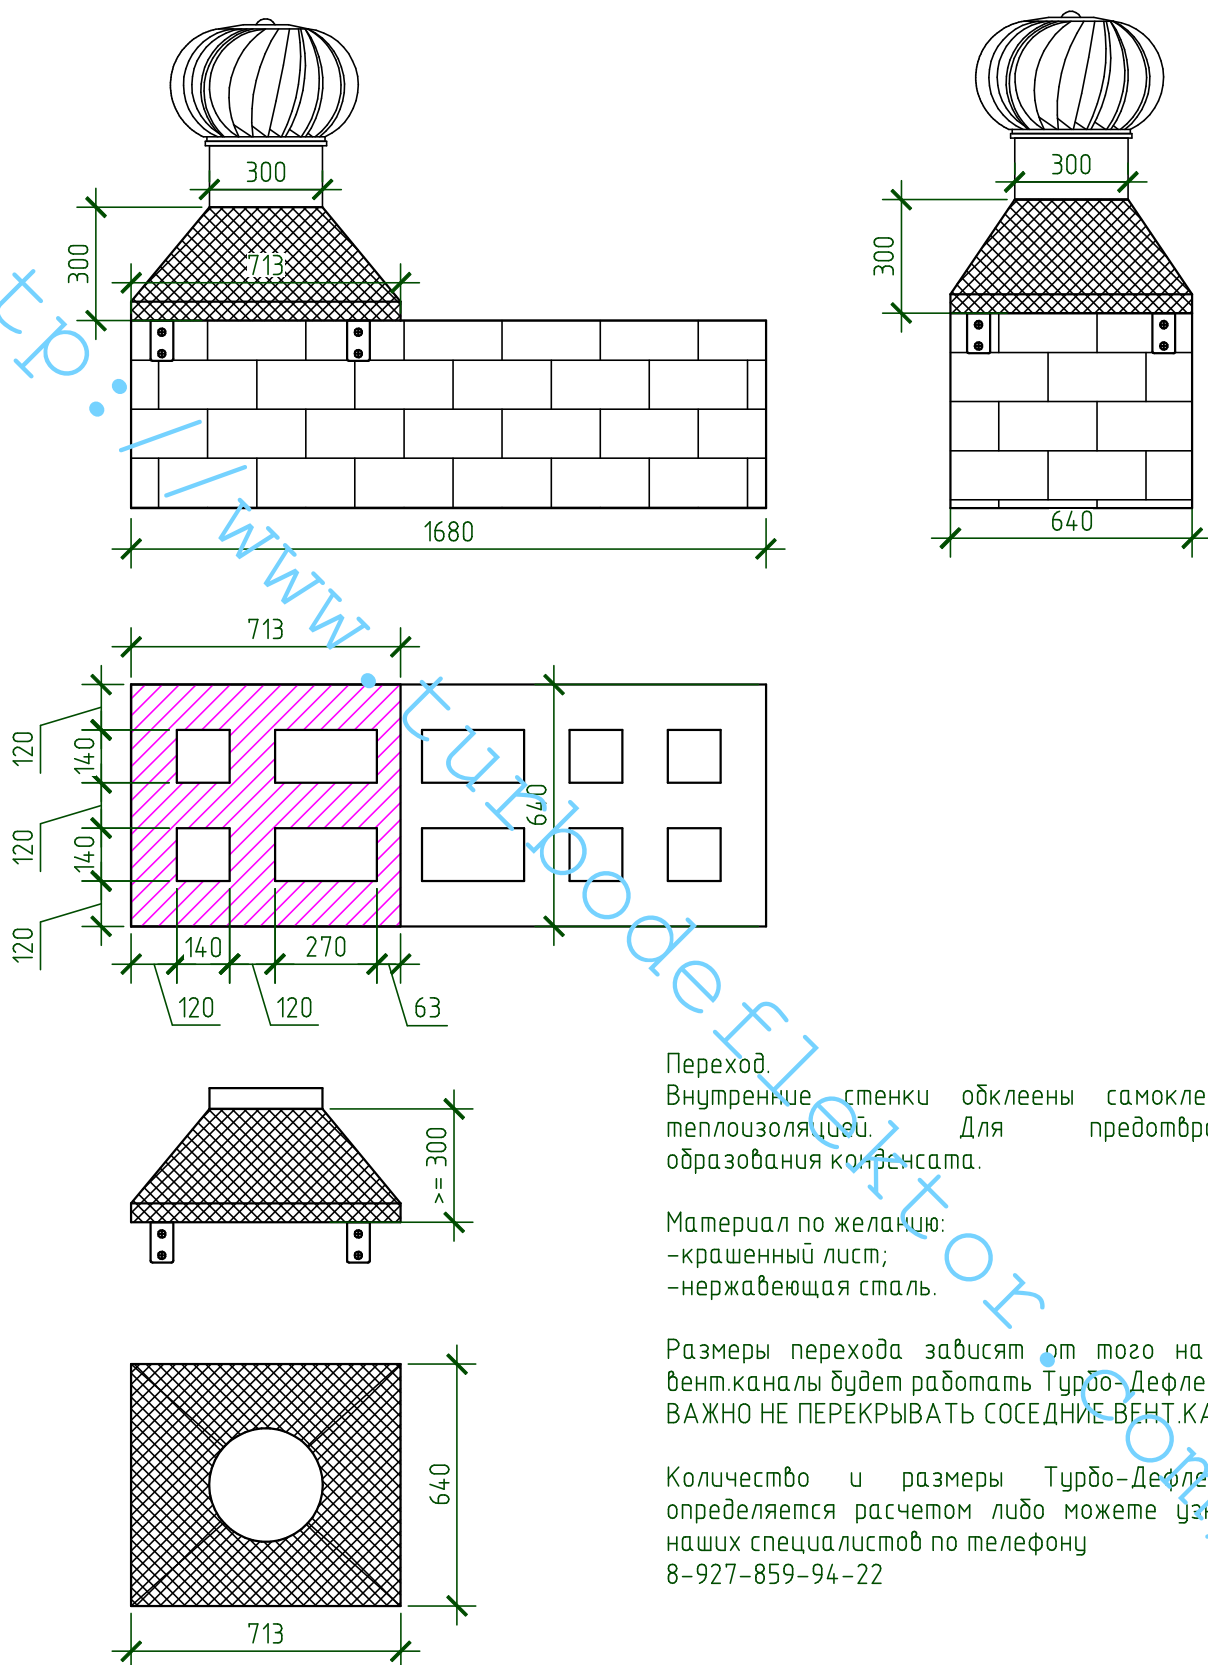 300
300
713
300
300
1680
640
713
120
140
120
140
120
640
140
270
120
120
63
>= 300
640
713
Переход.
Внутренние стенки обклеены самокле
теплоизоляцией. Для предотвра
образования конденсата.
Материал по желанию:
-крашенный лист;
-нержавеющая сталь.
Размеры перехода зависят от того на
вент.каналы будет работать Турбо-Дефле
ВАЖНО НЕ ПЕРЕКРЫВАТЬ СОСЕДНИЕ ВЕНТ.КА
Количество и размеры Турбо-Дефле
определяется расчетом либо можете узн
наших специалистов по телефону
8-927-859-94-22
tp://www.turbodeflektor.com